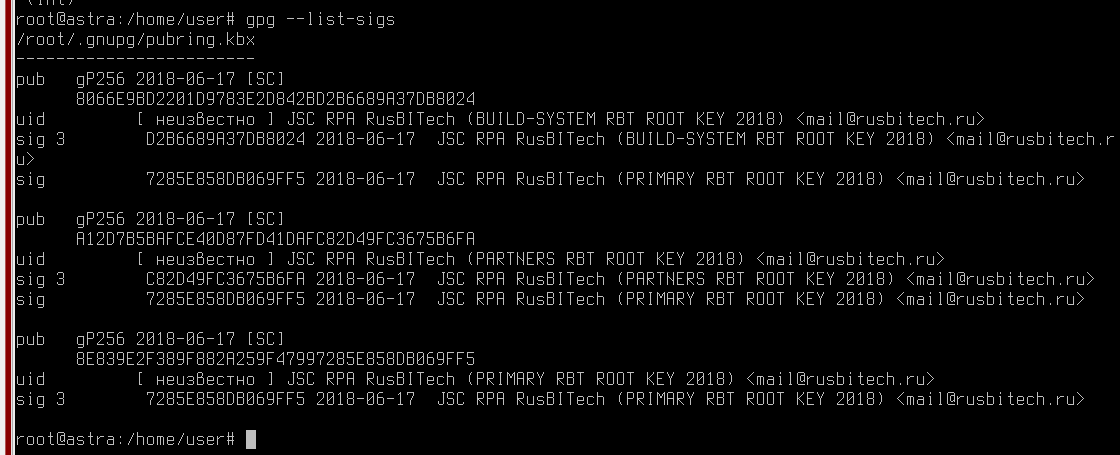 (int)
root@astra:/home/user# gpg --list-sigs
/root/.gnupg/pubring.kbx
------------------------
pub   gP256 2018-06-17 [SC]
      8066E9BD2201D9783E2D842BD2B6689A37DB8024
uid         [ неизвестно ] JSC RPA RusBITech (BUILD-SYSTEM RBT ROOT KEY 2018) <mail@rusbitech.ru>
sig 3        D2B6689A37DB8024 2018-06-17  JSC RPA RusBITech (BUILD-SYSTEM RBT ROOT KEY 2018) <mail@rusbitech.r
u>
sig          7285E858DB069FF5 2018-06-17  JSC RPA RusBITech (PRIMARY RBT ROOT KEY 2018) <mail@rusbitech.ru>
pub   gP256 2018-06-17 [SC]
      A12D7B5BAFCE40D87FD41DAFC82D49FC3675B6FA
uid         [ неизвестно ] JSC RPA RusBITech (PARTNERS RBT ROOT KEY 2018) <mail@rusbitech.ru>
sig 3        C82D49FC3675B6FA 2018-06-17  JSC RPA RusBITech (PARTNERS RBT ROOT KEY 2018) <mail@rusbitech.ru>
sig          7285E858DB069FF5 2018-06-17  JSC RPA RusBITech (PRIMARY RBT ROOT KEY 2018) <mail@rusbitech.ru>
pub   gP256 2018-06-17 [SC]
      8E839E2F389F882A259F47997285E858DB069FF5
uid         [ неизвестно ] JSC RPA RusBITech (PRIMARY RBT ROOT KEY 2018) <mail@rusbitech.ru>
sig 3        7285E858DB069FF5 2018-06-17  JSC RPA RusBITech (PRIMARY RBT ROOT KEY 2018) <mail@rusbitech.ru>
root@astra:/home/user#